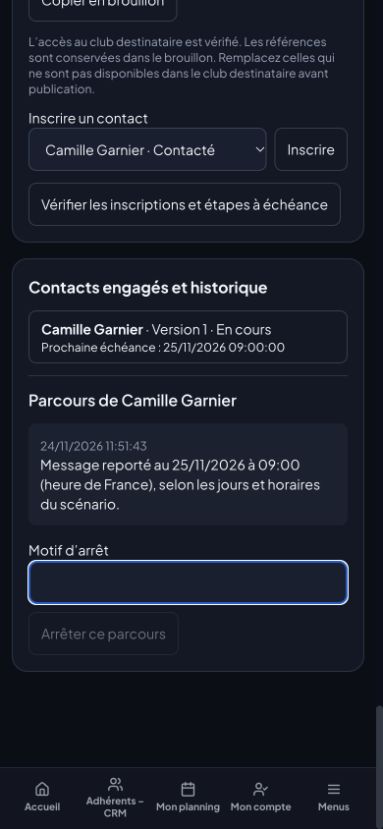 Copier en brouillon
L'accès au club destinataire est vérifié. Les références
sont conservées dans le brouillon. Remplacez celles qui
ne sont pas disponibles dans le club destinataire avant
publication.
Inscrire un contact
Camille Garnier · Contacté
Inscrire
Vérifier les inscriptions et étapes à échéance
Contacts engagés et historique
Camille Garnier · Version 1 · En cours
Prochaine échéance : 25/11/2026 09:00:00
Parcours de Camille Garnier
24/11/2026 11:51:43
Message reporté au 25/11/2026 à 09:00
(heure de France), selon les jours et horaires
du scénario.
Motif d'arrêt
Arrêter ce parcours
Accueil
Adhérents –
CRM
Mon planning
Mon compte
Menus